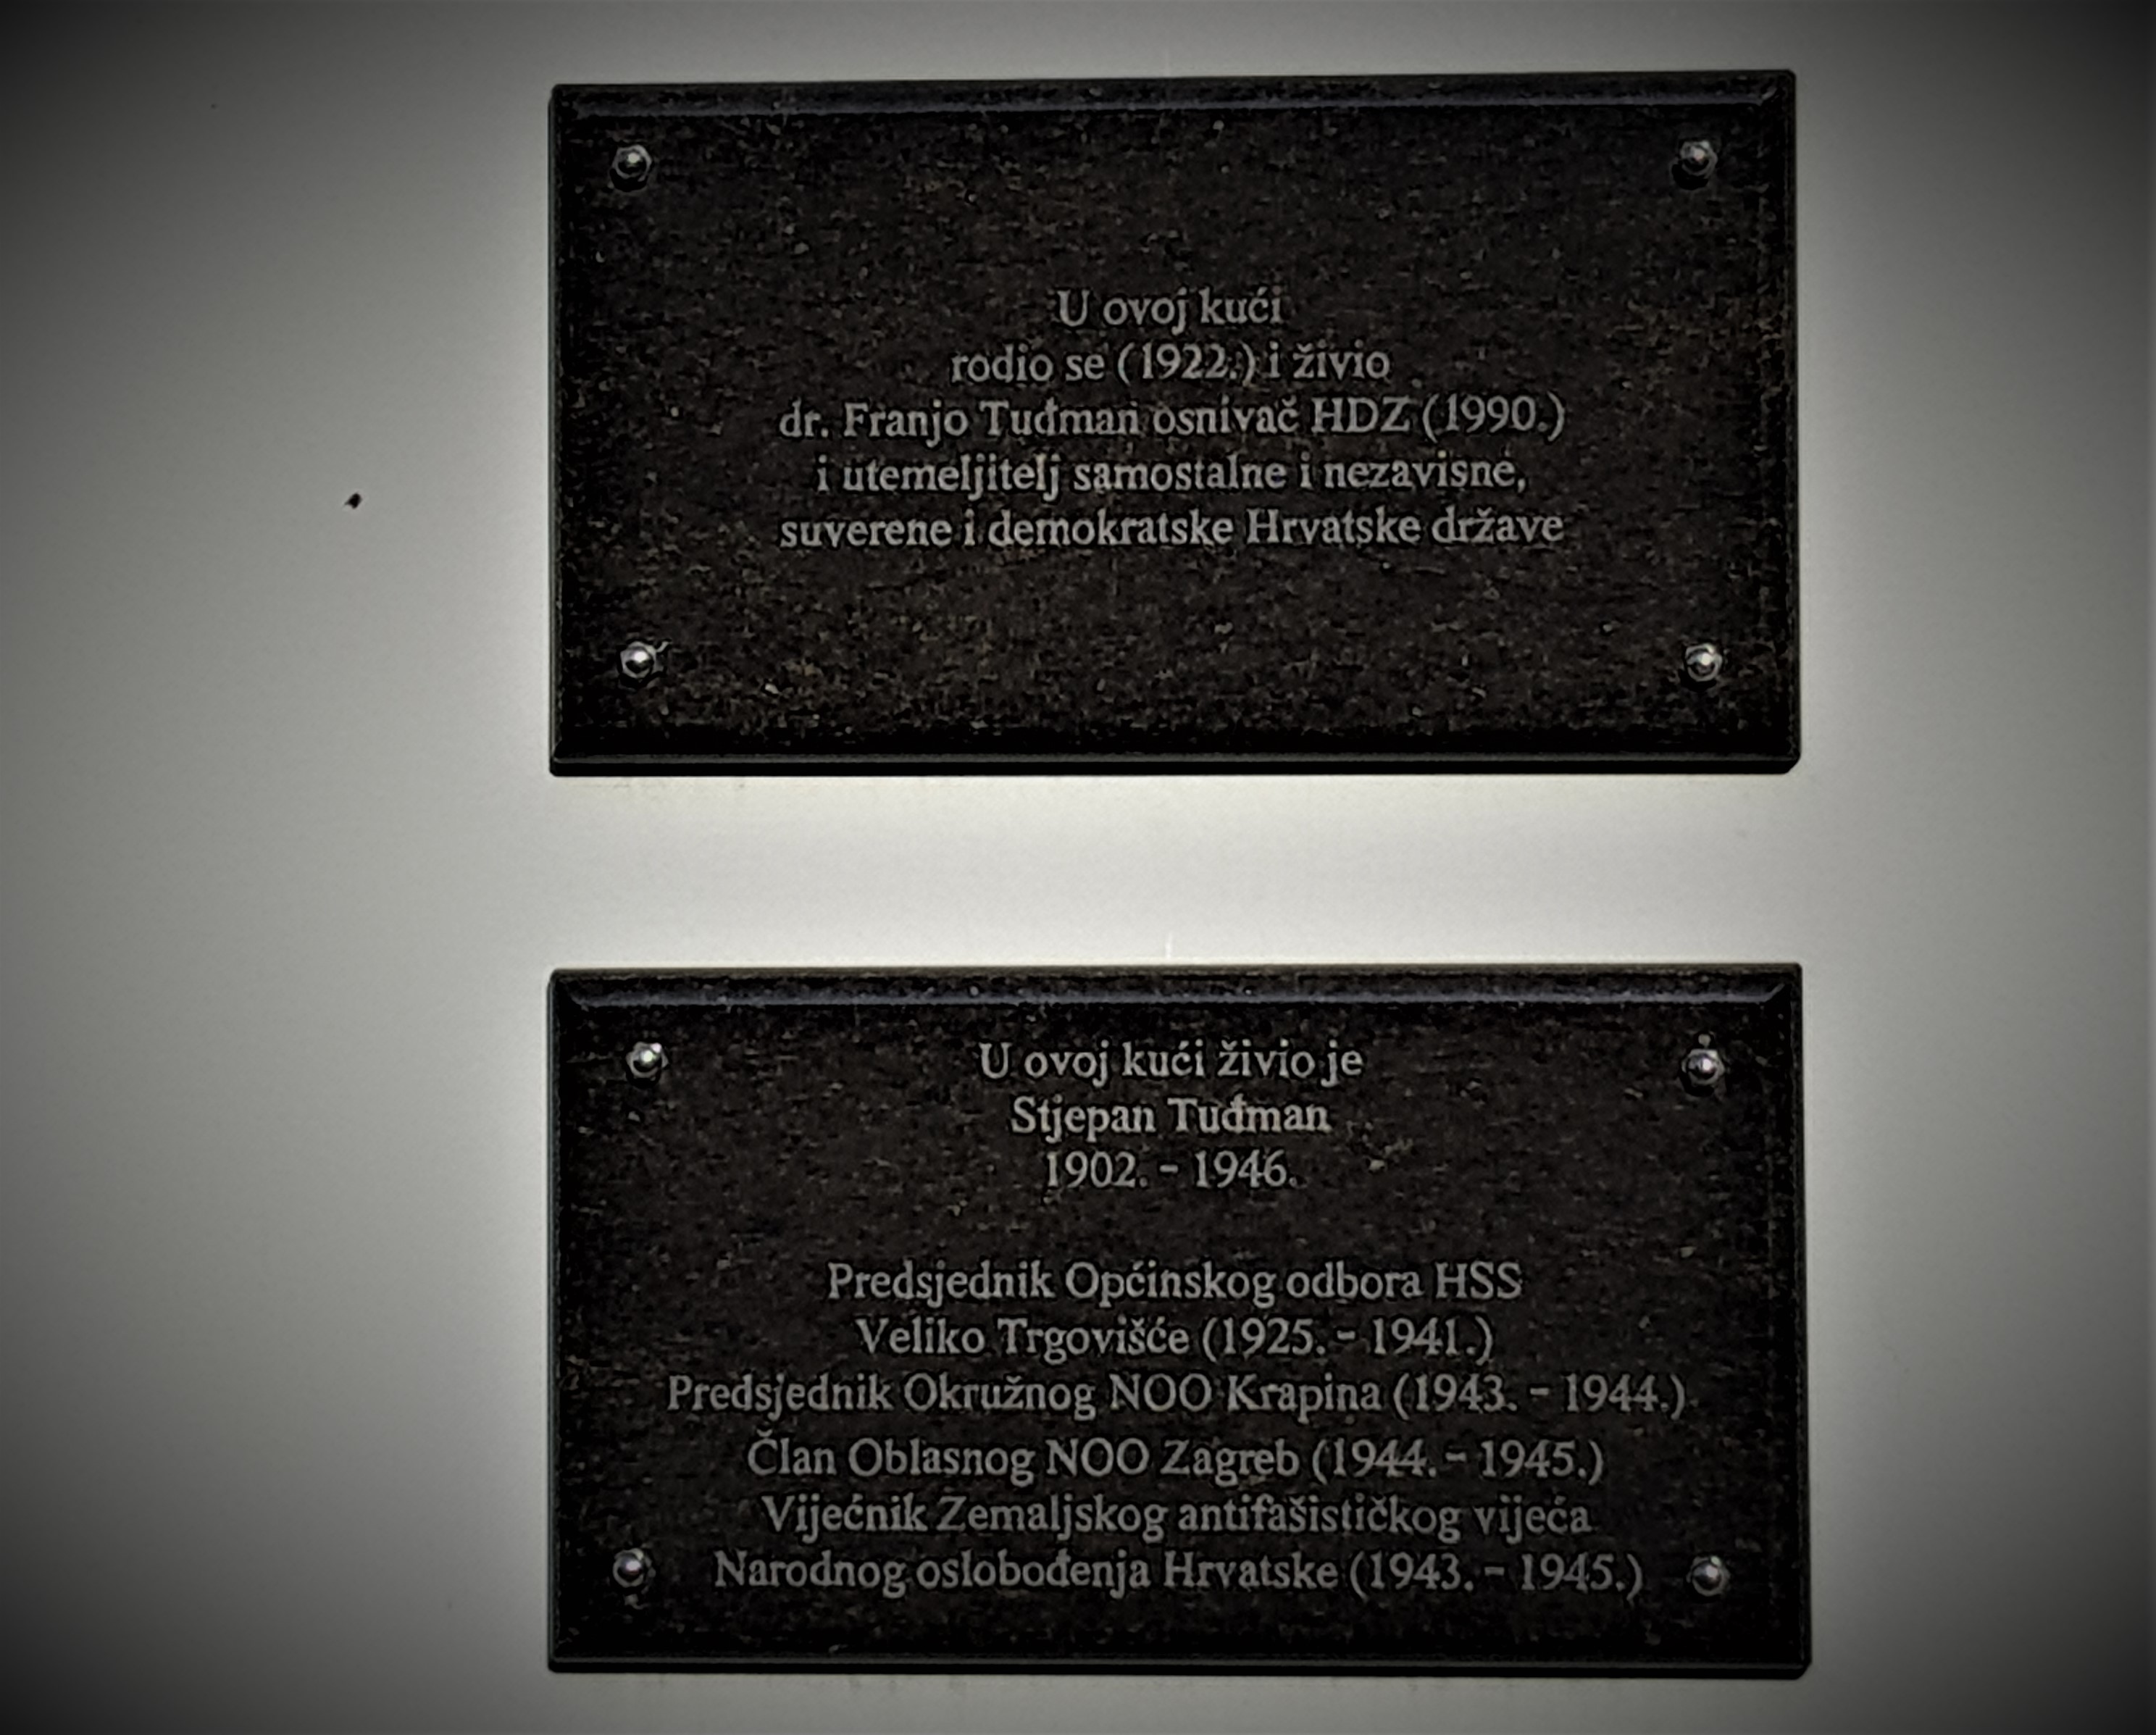 U ovoj kući
rodio se (1922.) i živio
dr. Franjo Tuđman osnivač HDZ (1990.)
i utemeljitelj samostalne i nezavisne,
suverene i demokratske Hrvatske države
U ovoj kući živio je
Stjepan Tuđman
1902. - 1946.
Predsjednik Općinskog odbora HSS
Veliko Trgovišće (1925. - 1941.)
Predsjednik Okružnog NOO Krapina (1943. - 1944.)
Član Oblasnog NOO Zagreb (1944. - 1945.)
Vijećnik Zemaljskog antifašističkog vijeća
Narodnog oslobođenja Hrvatske (1943. - 1945.)